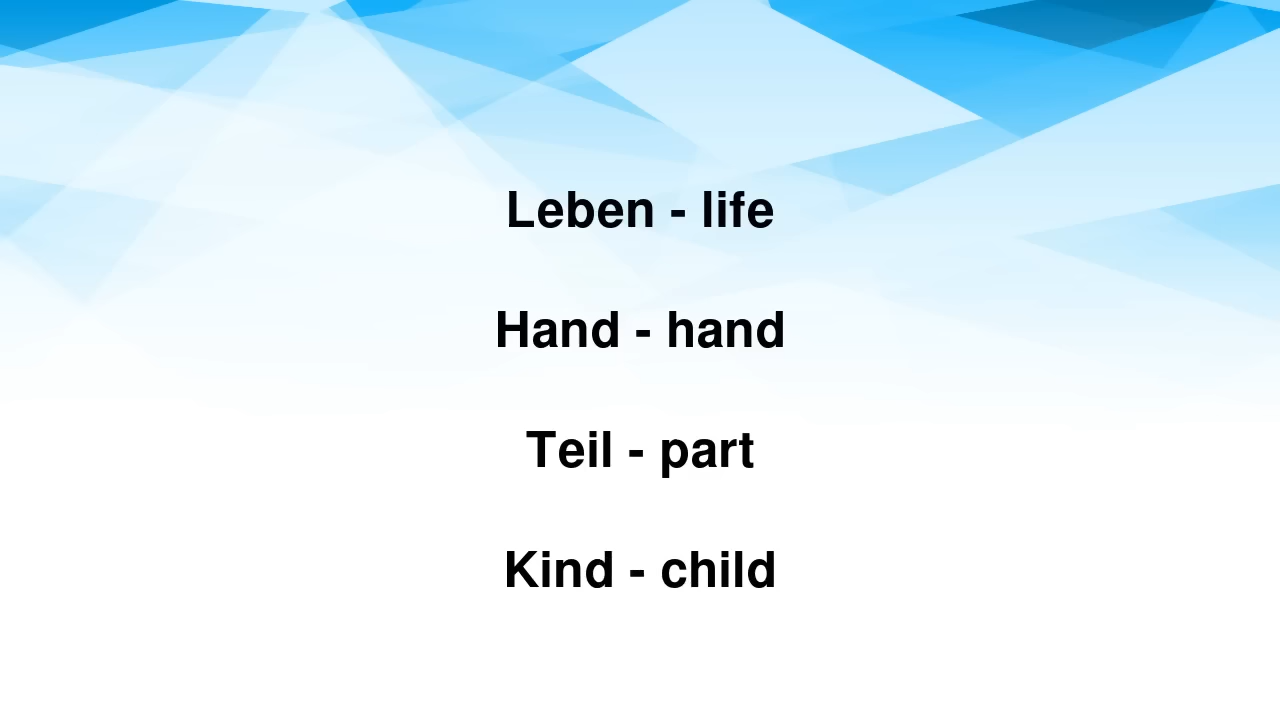 Leben - life
Hand - hand
Teil - part
Kind - child